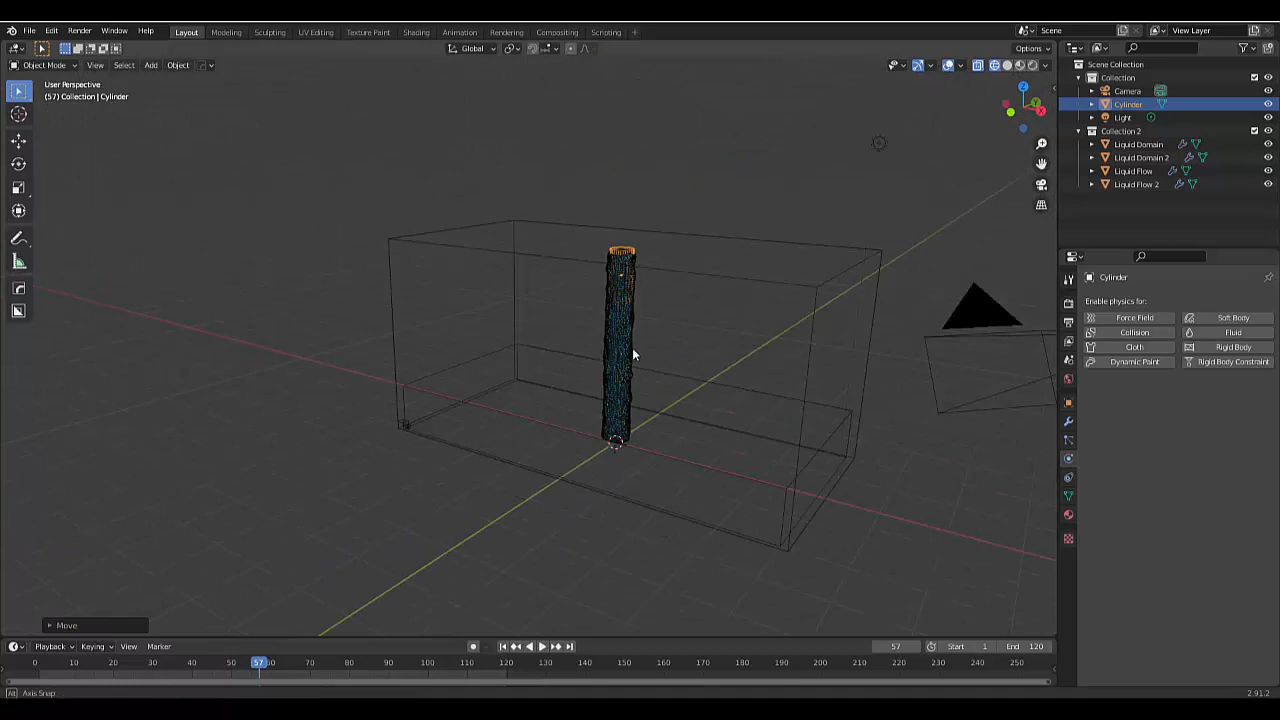 File Edit Render Window Help Layout Modeling Sculpting UV Editing Texture Paint Shading Animation Rendering Compositing Scripting + Scene View Layer
Global Options
Object Mode View Select Add Object
User Perspective
(57) Collection | Cylinder
Scene Collection
Collection
Camera
Cylinder
Light
Collection 2
Liquid Domain
Liquid Domain 2
Liquid Flow
Liquid Flow 2
Cylinder
Enable physics for:
Force Field Soft Body
Collision Fluid
Cloth Rigid Body
Dynamic Paint Rigid Body Constraint
Move
Playback Keying View Marker 57 Start 1 End 120
0 10 20 30 40 50 57 60 70 80 90 100 110 120 130 140 150 160 170 180 190 200 210 220 230 240 250
Alt Axis Snap 2.91.2